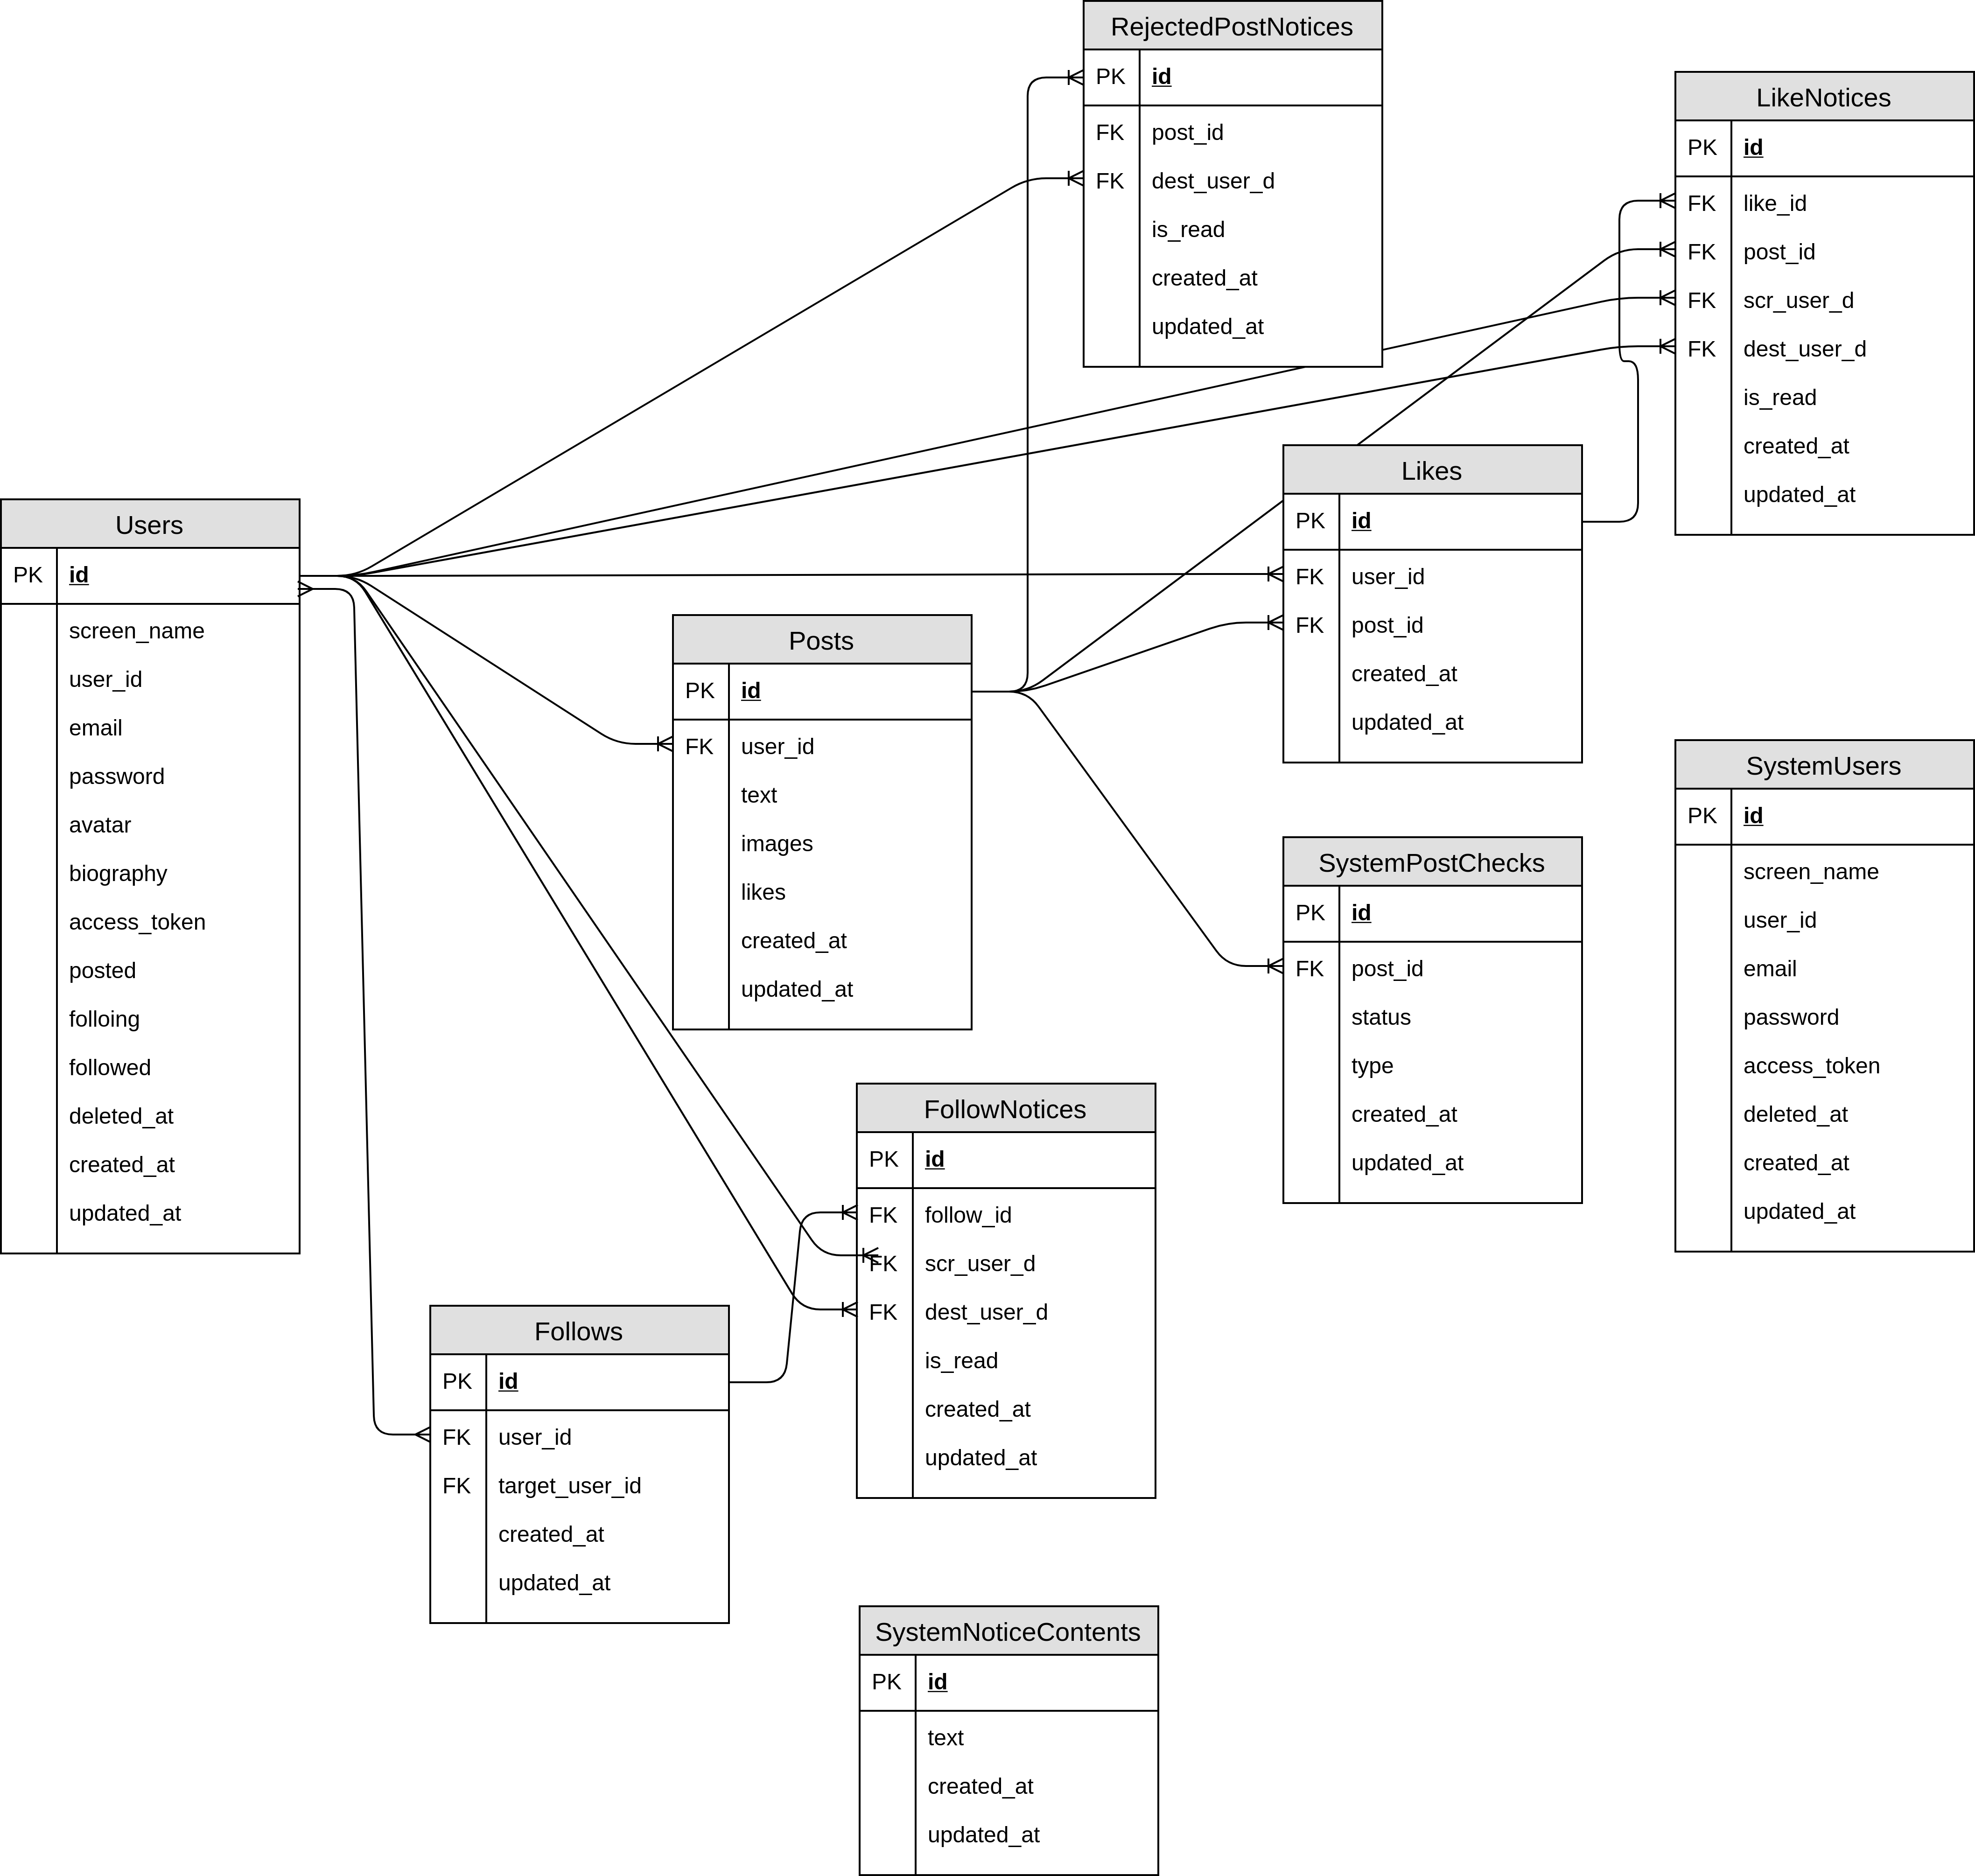 RejectedPostNotices
PK id
FK post_id
FK dest_user_d
is_read
created_at
updated_at
LikeNotices
PK id
FK like_id
FK post_id
FK scr_user_d
FK dest_user_d
is_read
created_at
updated_at
Likes
PK id
FK user_id
FK post_id
created_at
updated_at
Users
PK id
screen_name
user_id
email
password
avatar
biography
access_token
posted
folloing
followed
deleted_at
created_at
updated_at
Posts
PK id
FK user_id
text
images
likes
created_at
updated_at
SystemUsers
PK id
screen_name
user_id
email
password
access_token
deleted_at
created_at
updated_at
SystemPostChecks
PK id
FK post_id
status
type
created_at
updated_at
FollowNotices
PK id
FK follow_id
FK scr_user_d
FK dest_user_d
is_read
created_at
updated_at
Follows
PK id
FK user_id
FK target_user_id
created_at
updated_at
SystemNoticeContents
PK id
text
created_at
updated_at